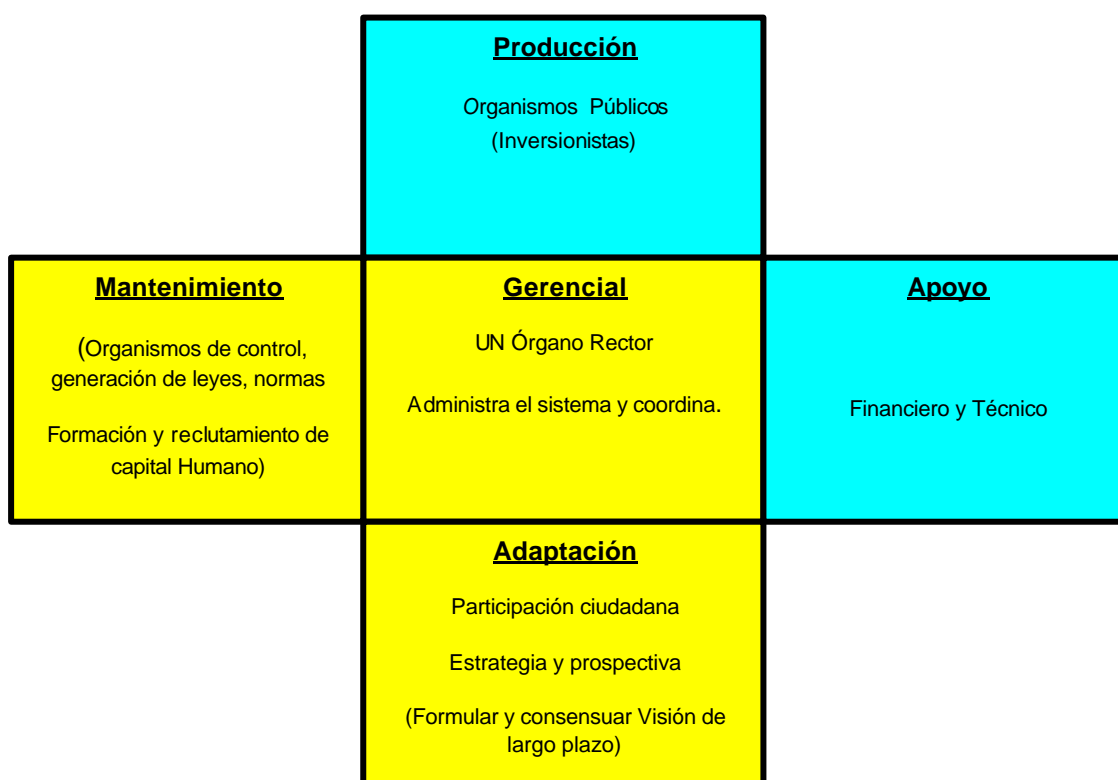 Producción
Organismos Públicos
(Inversionistas)
Mantenimiento
(Organismos de control,
generación de leyes, normas
Formación y reclutamiento de
capital Humano)
Gerencial
UN Órgano Rector
Administra el sistema y coordina.
Apoyo
Financiero y Técnico
Adaptación
Participación ciudadana
Estrategia y prospectiva
(Formular y consensuar Visión de
largo plazo)